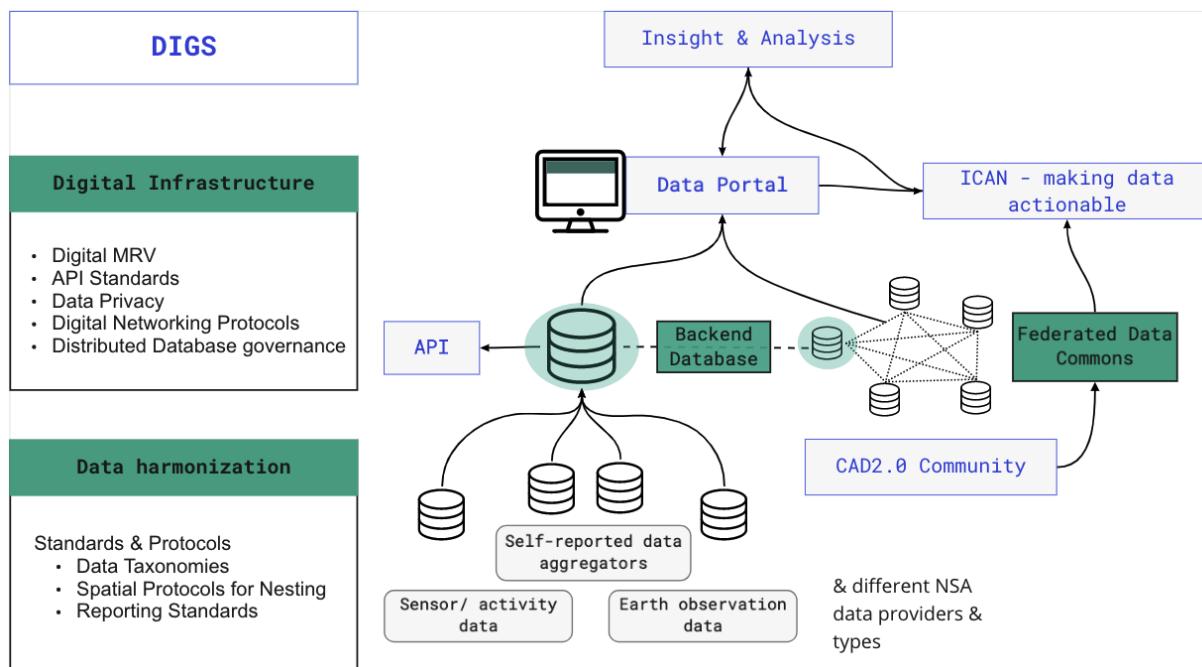 DIGS
Digital Infrastructure
• Digital MRV
• API Standards
• Data Privacy
• Digital Networking Protocols
• Distributed Database governance
Data harmonization
Standards & Protocols
• Data Taxonomies
• Spatial Protocols for Nesting
• Reporting Standards
Insight & Analysis
Data Portal
ICAN - making data
actionable
API
Backend
Database
Federated Data
Commons
CAD2.0 Community
Self-reported data
aggregators
Sensor/ activity
data
Earth observation
data
& different NSA
data providers &
types